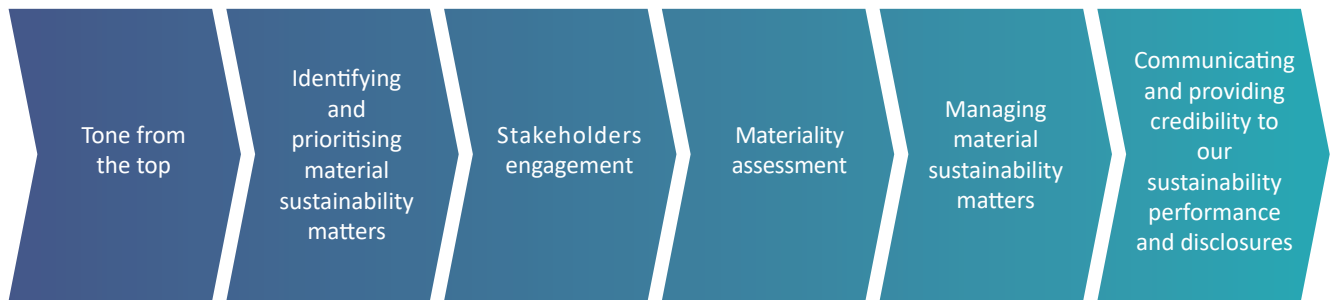 Tone from
the top
Identifying
and
prioritising
material
sustainability
matters
Stakeholders
engagement
Materiality
assessment
Managing
material
sustainability
matters
Communicating
and providing
credibility to
our
sustainability
performance
and disclosures